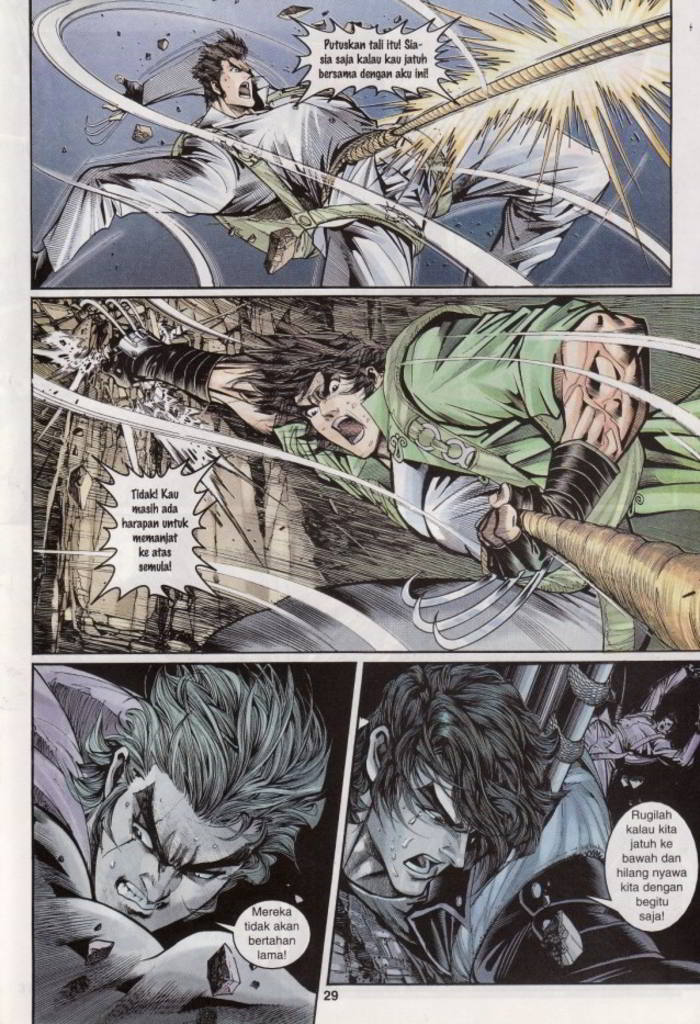 Putuskan tali itu! Sia-
sia saja kalau kau jatuh
bersama dengan aku ini!
Tidak! Kau
masih ada
harapan untuk
memanjat
ke atas
semula!
Mereka
tidak akan
bertahan
lama!
Rugilah
kalau kita
jatuh ke
bawah dan
hilang nyawa
kita dengan
begitu
saja!
29